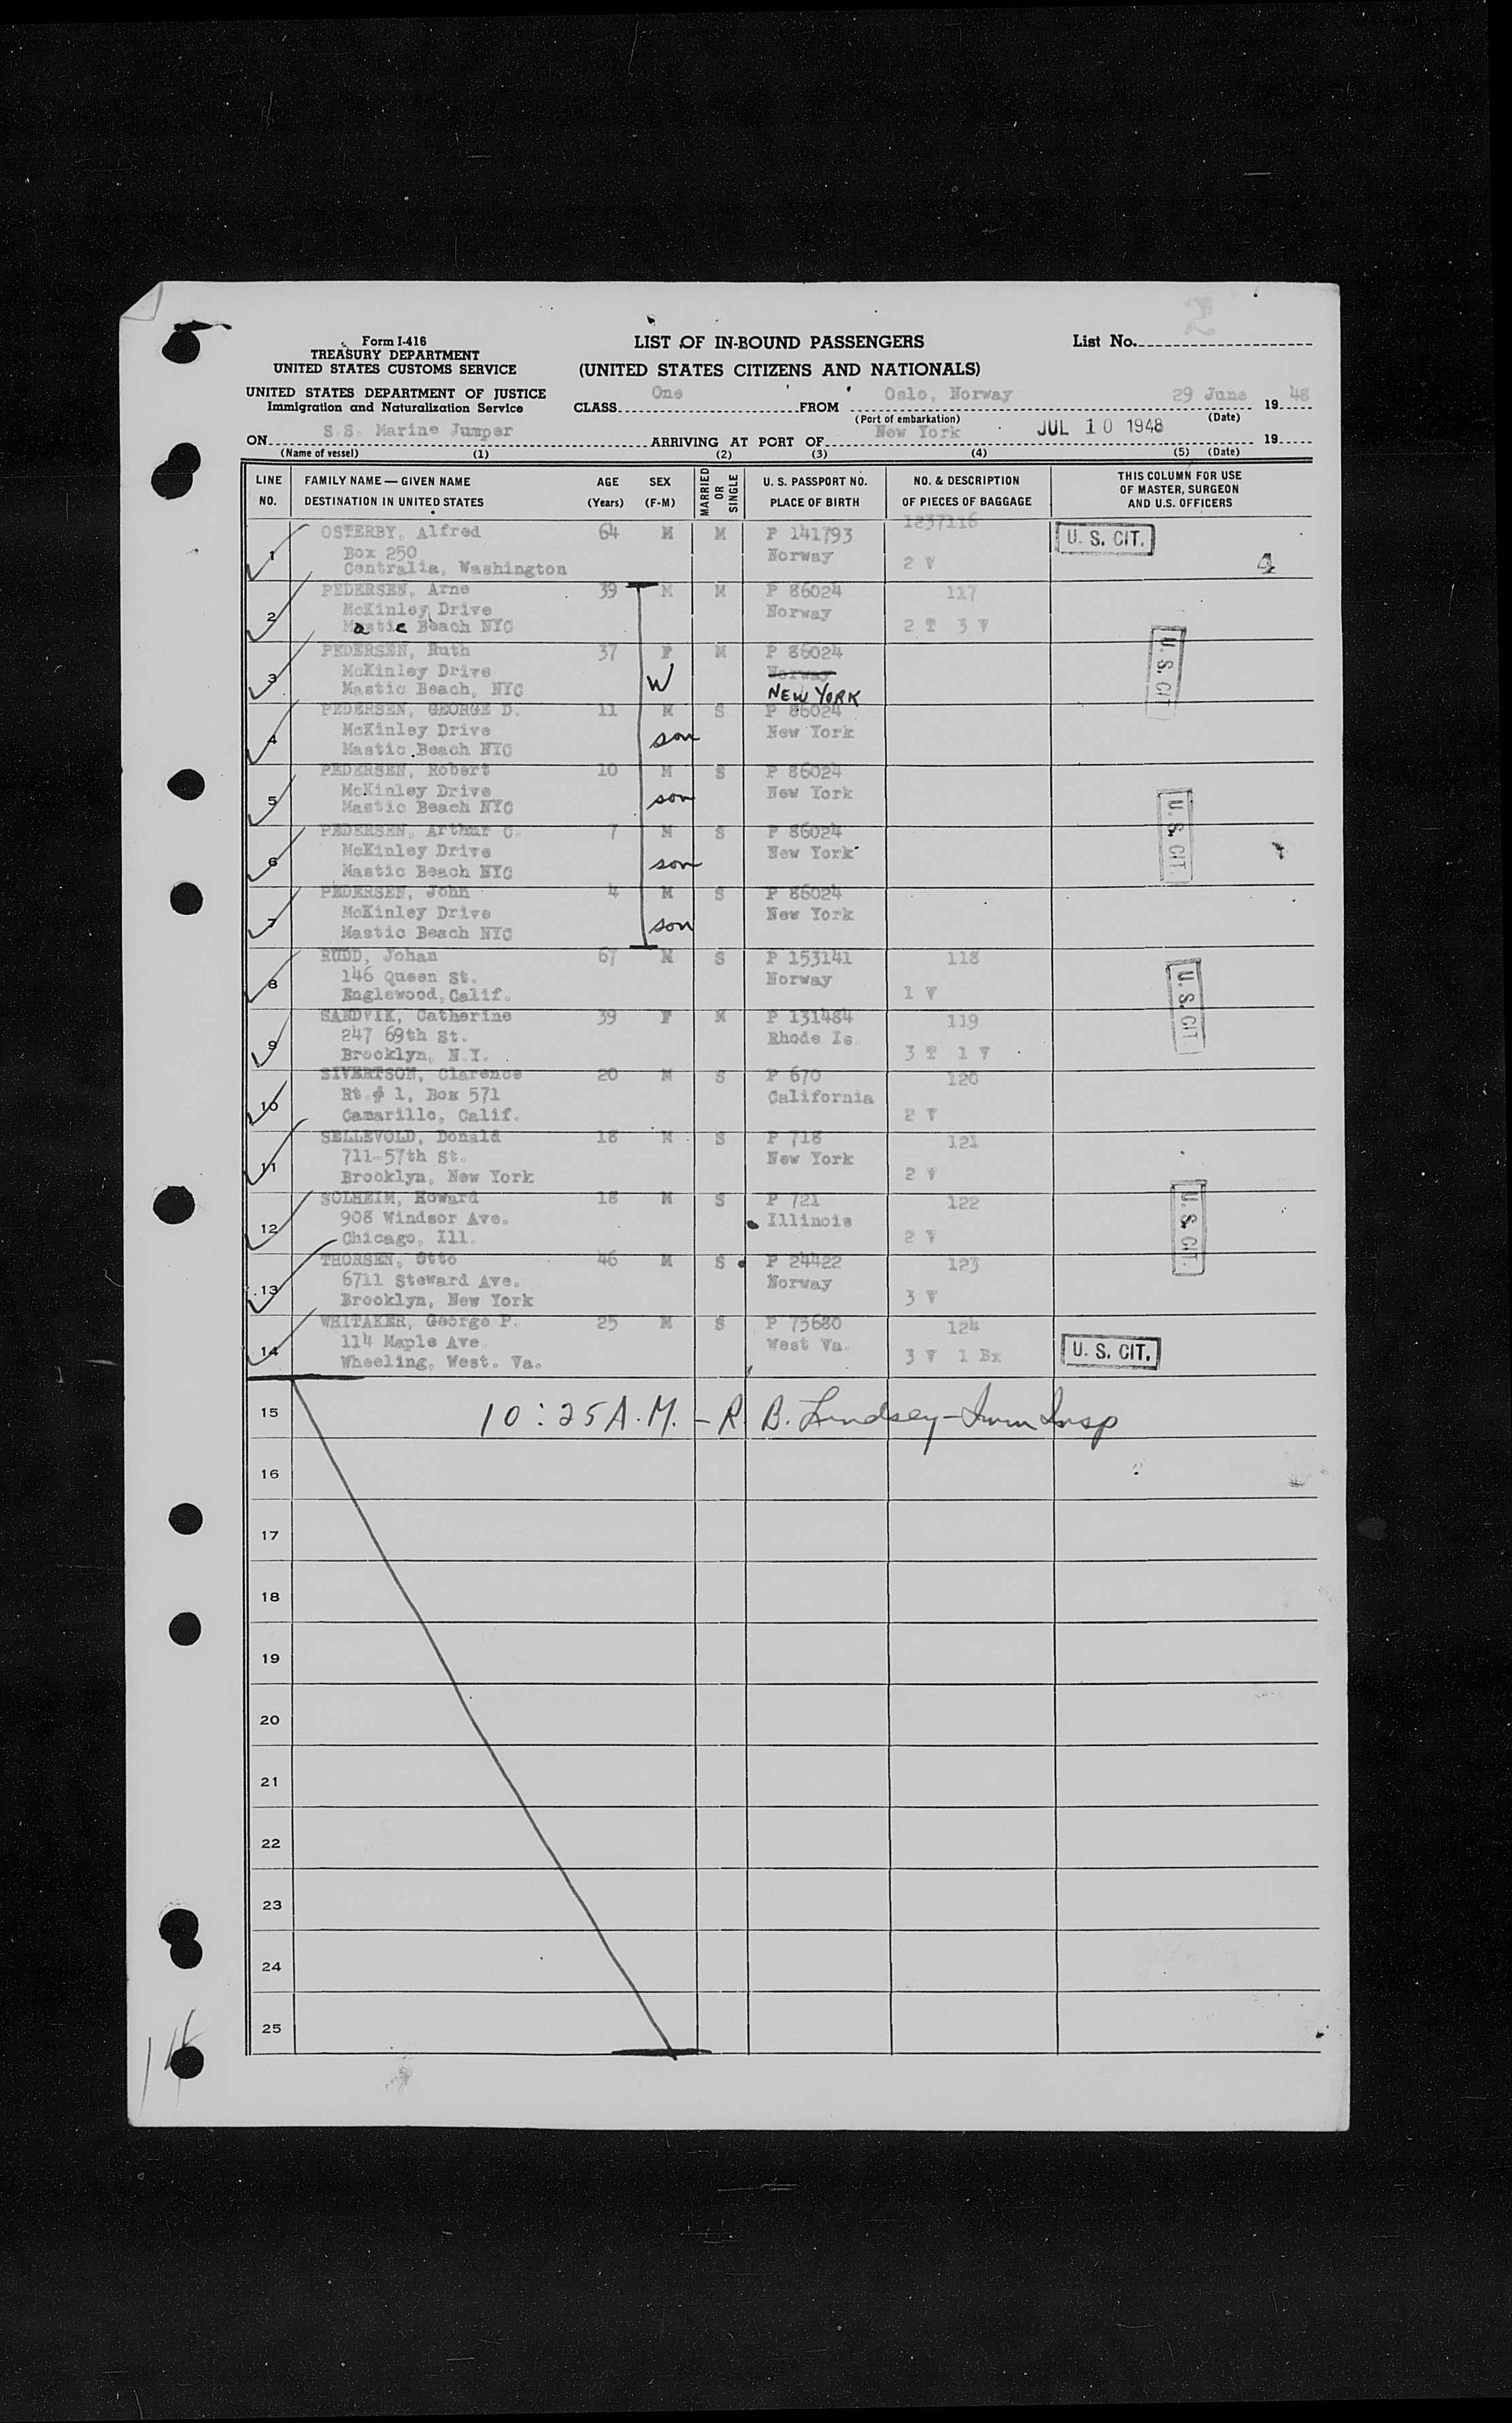 Form I-416
TREASURY DEPARTMENT
UNITED STATES CUSTOMS SERVICE
UNITED STATES DEPARTMENT OF JUSTICE
Immigration and Naturalization Service
LIST OF IN-BOUND PASSENGERS
(UNITED STATES CITIZENS AND NATIONALS)
List No.
2
CLASS One FROM Oslo, Norway 29 June 19 48
(Port of embarkation) (Date)
ON S.S. Marine Jumper ARRIVING AT PORT OF New York JUL 10 1948 19
(Name of vessel) (1) (2) (3) (4) (5) (Date)
LINE NO. FAMILY NAME — GIVEN NAME DESTINATION IN UNITED STATES AGE (Years) SEX (F-M) MARRIED OR SINGLE U. S. PASSPORT NO. PLACE OF BIRTH NO. & DESCRIPTION OF PIECES OF BAGGAGE THIS COLUMN FOR USE OF MASTER, SURGEON AND U.S. OFFICERS
1 OSTERBY, Alfred 64 M M P 141793 1237116 U. S. CIT.
Box 250 Norway 2 V 4
Centralia, Washington
2 PEDERSEN, Arne 39 M M P 86024 117
McKinley Drive Norway
Mastic Beach NYC 2 T 3 V
3 PEDERSEN, Ruth 37 F M P 86024 U. S. CIT
McKinley Drive W Norway
Mastic Beach, NYC NEW YORK
4 PEDERSEN, GEORGE D. 11 M S P 86024
McKinley Drive son New York
Mastic Beach NYC
5 PEDERSEN, Robert 10 M S P 86024
McKinley Drive son New York
Mastic Beach NYC
6 PEDERSEN, Arthur C. 7 M S P 86024 U. S. CIT.
McKinley Drive son New York
Mastic Beach NYC
7 PEDERSEN, John 4 M S P 86024
McKinley Drive son New York
Mastic Beach NYC
8 RUDD, Johan 67 M S P 153141 118 U. S. CIT
146 Queen St. Norway
Englewood, Calif. 1 V
9 SANDVIK, Catherine 39 F M P 131484 119
247 69th St. Rhode Is.
Brooklyn, N.Y. 3 T 1 V
10 SIVERTSON, Clarence 20 M S P 670 120
Rt # 1, Box 571 California
Camarillo, Calif. 2 V
11 SELLEVOLD, Donald 18 M S P 718 121
711-57th St. New York
Brooklyn, New York 2 V
12 SOLHEIM, Howard 18 M S P 721 122 U. S. CIT.
908 Windsor Ave. Illinois
Chicago, Ill. 2 V
13 THORSEN, Otto 46 M S P 24422 123
6711 Steward Ave. Norway
Brooklyn, New York 3 V
14 WHITAKER, George P. 25 M S P 75680 124 U. S. CIT.
114 Maple Ave West Va.
Wheeling, West. Va. 3 V 1 Bx
15 10:25 A.M. – R. B. Lindsey – Imm Insp
16
17
18
19
20
21
22
23
24
25